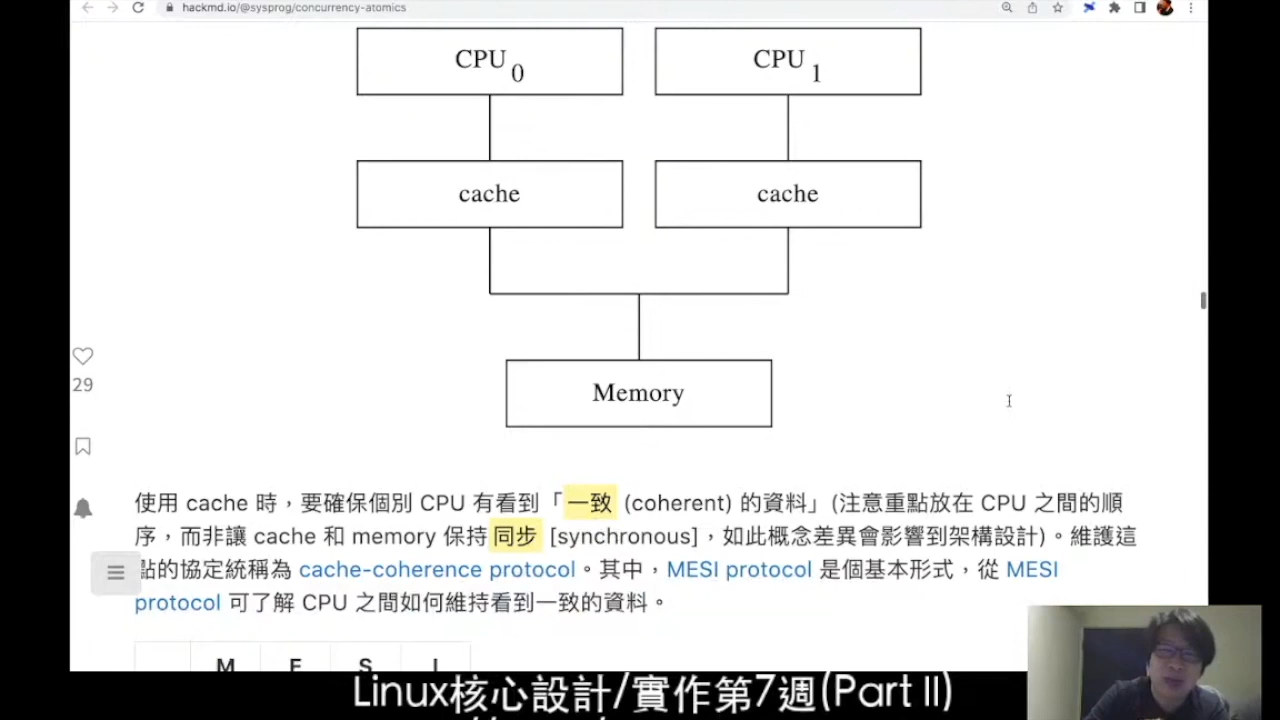 hackmd.io/@sysprog/concurrency-atomics
CPU 0
CPU 1
cache
cache
Memory
29
使用 cache 時，要確保個別 CPU 有看到「一致 (coherent) 的資料」(注意重點放在 CPU 之間的順
序，而非讓 cache 和 memory 保持 同步 [synchronous]，如此概念差異會影響到架構設計)。維護這
點的協定統稱為 cache-coherence protocol。其中，MESI protocol 是個基本形式，從 MESI
protocol 可了解 CPU 之間如何維持看到一致的資料。
M E S I
Linux核心設計/實作第7週(Part II)